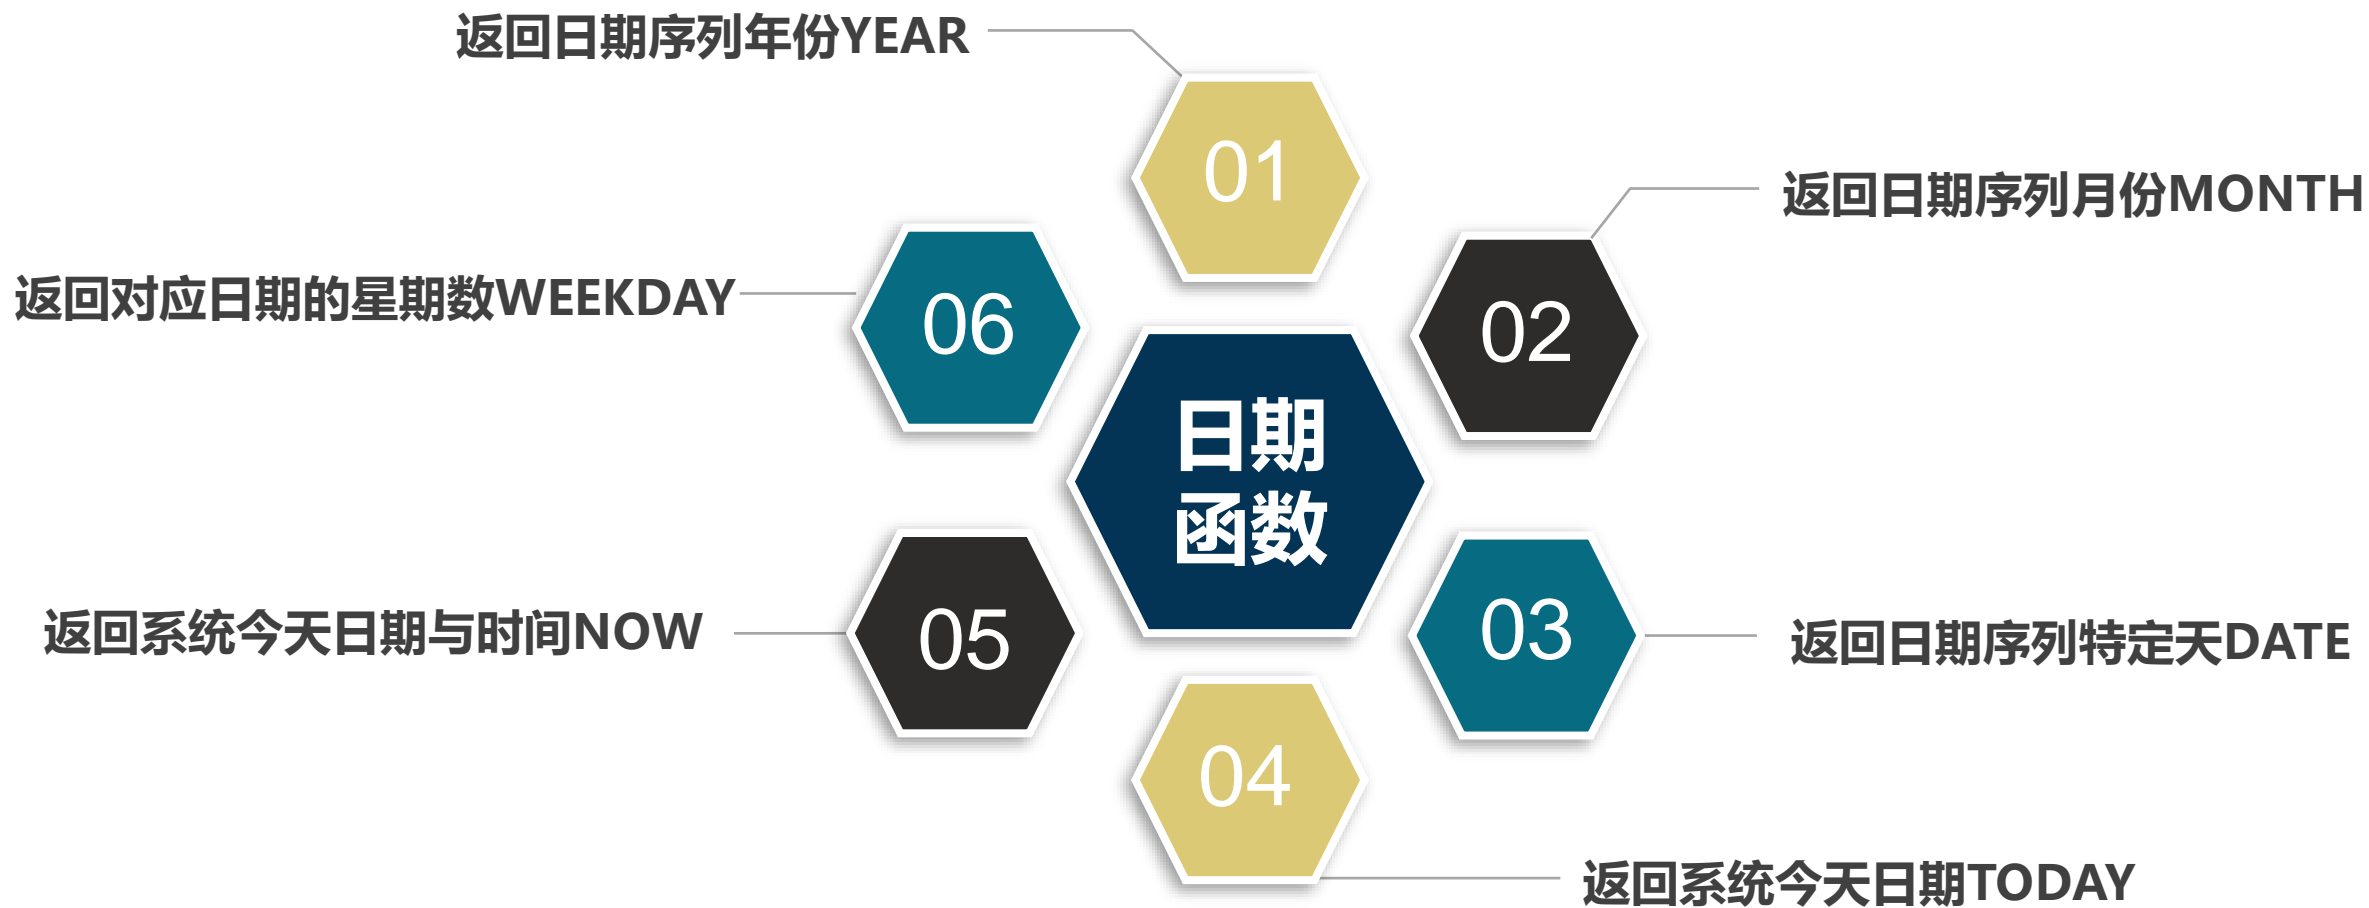 返回日期序列年份YEAR
01
返回日期序列月份MONTH
02
返回对应日期的星期数WEEKDAY
06
日期
函数
返回系统今天日期与时间NOW
05
03
返回日期序列特定天DATE
04
返回系统今天日期TODAY